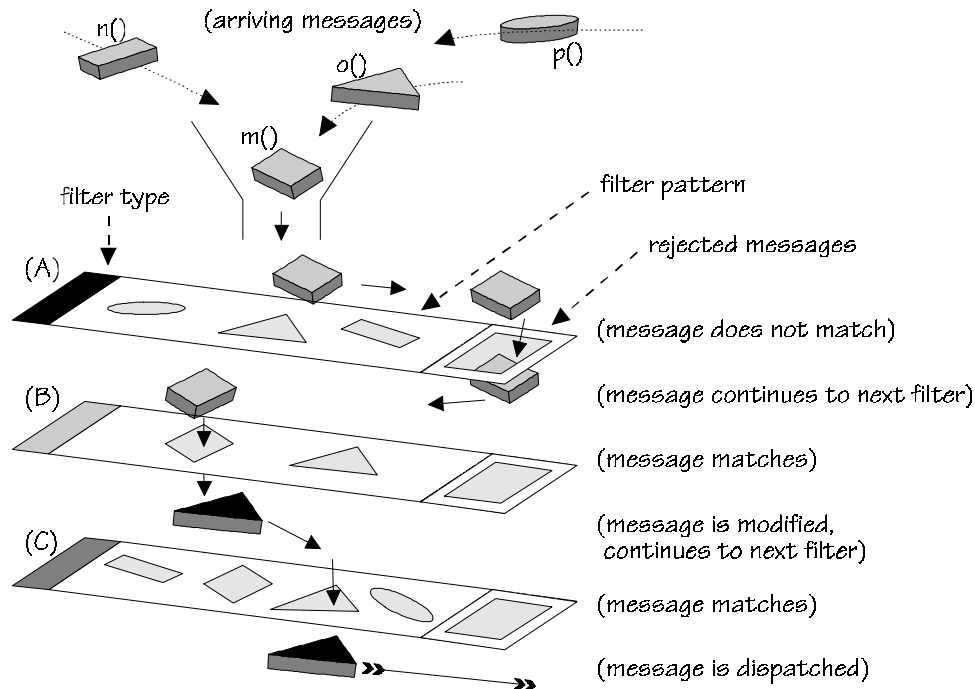 n()
(arriving messages)
p()
o()
m()
filter type
filter pattern
rejected messages
(A)
(message does not match)
(B)
(message continues to next filter)
(message matches)
(message is modified,
continues to next filter)
(C)
(message matches)
(message is dispatched)